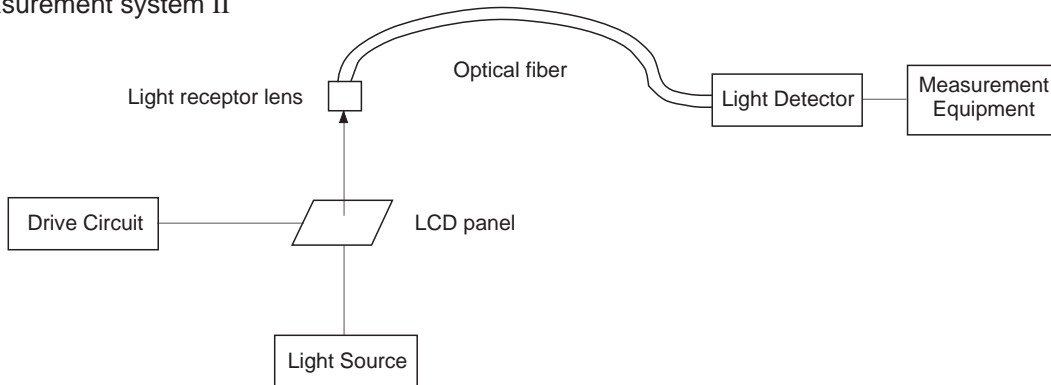 surement system II
Optical fiber
Light receptor lens
Light Detector
Measurement
Equipment
Drive Circuit
LCD panel
Light Source